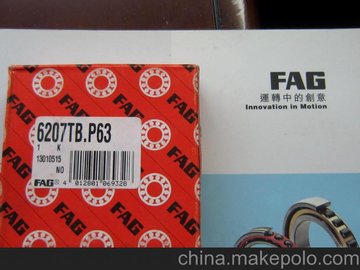 6207TB.P63
1 K
13010515
NO
FAG
4 012801 069328
FAG
運轉中的創意
Innovation in Motion
china.makepolo.com